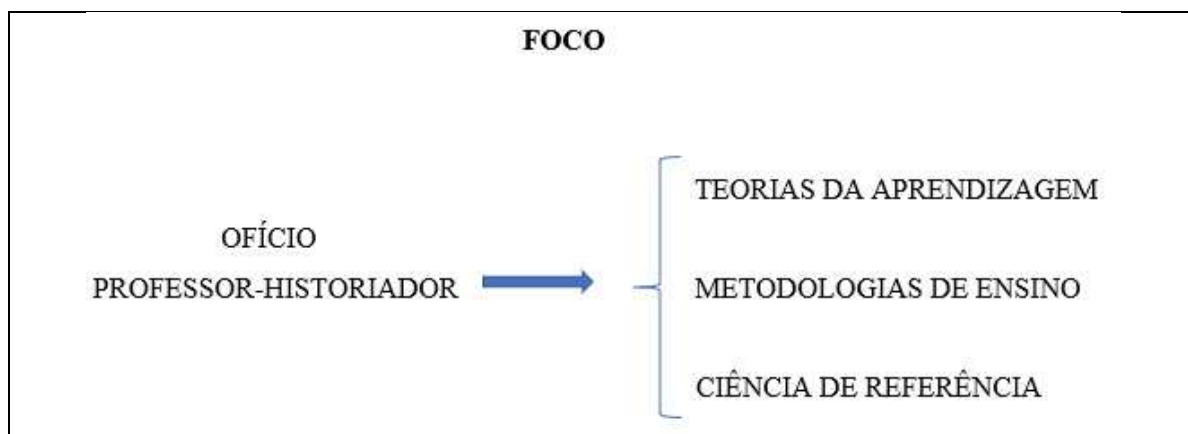 FOCO
OFÍCIO
PROFESSOR-HISTORIADOR
TEORIAS DA APRENDIZAGEM
METODOLOGIAS DE ENSINO
CIÊNCIA DE REFERÊNCIA